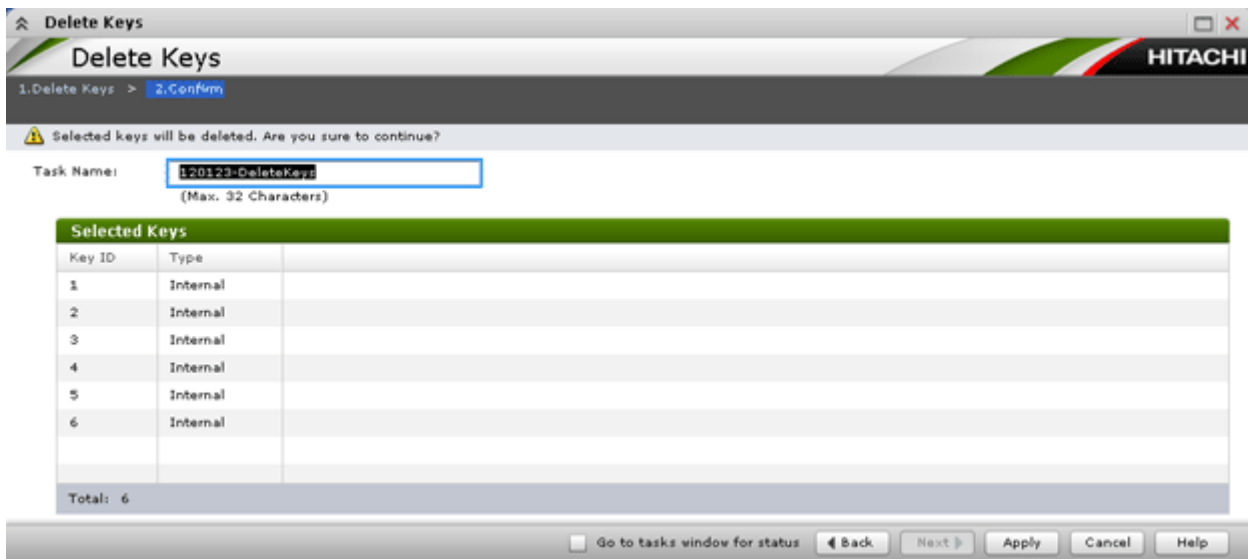 Delete Keys
Delete Keys
HITACHI
1.Delete Keys > 2.Confirm
Selected keys will be deleted. Are you sure to continue?
Task Name: 120123-DeleteKeys
(Max. 32 Characters)
Selected Keys
Key ID Type
1 Internal
2 Internal
3 Internal
4 Internal
5 Internal
6 Internal
Total: 6
Go to tasks window for status Back Next Apply Cancel Help